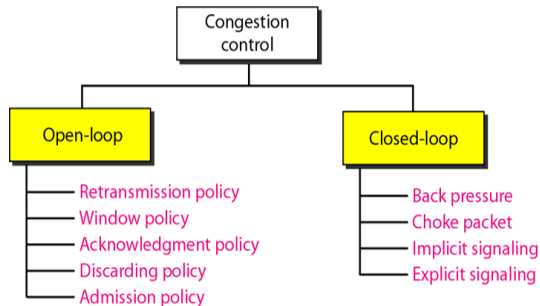 Congestion
control
Open-loop
Retransmission policy
Window policy
Acknowledgment policy
Discarding policy
Admission policy
Closed-loop
Back pressure
Choke packet
Implicit signaling
Explicit signaling